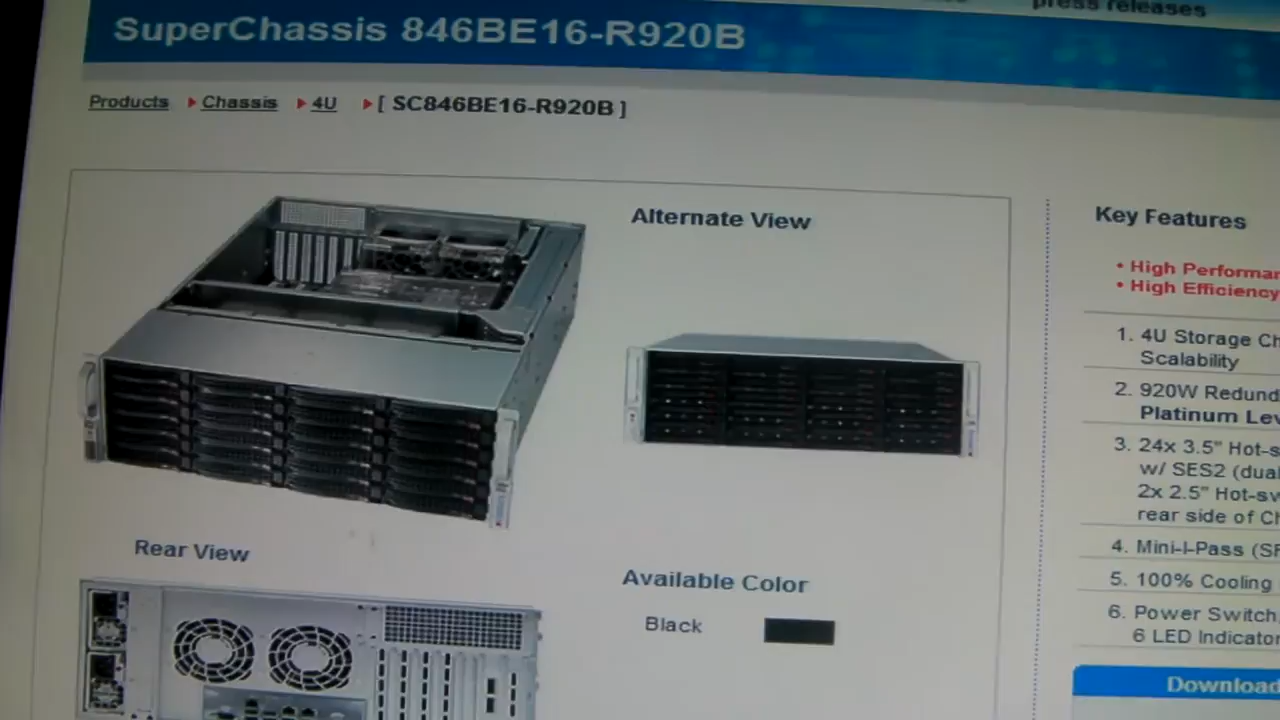 press releases
SuperChassis 846BE16-R920B
Products Chassis 4U [ SC846BE16-R920B ]
Alternate View
Rear View
Available Color
Black
Key Features
• High Performan
• High Efficiency
1. 4U Storage Ch
Scalability
2. 920W Redund
Platinum Lev
3. 24x 3.5" Hot-s
w/ SES2 (dual
2x 2.5" Hot-sw
rear side of Ch
4. Mini-I-Pass (SF
5. 100% Cooling
6. Power Switch,
6 LED Indicator
Download